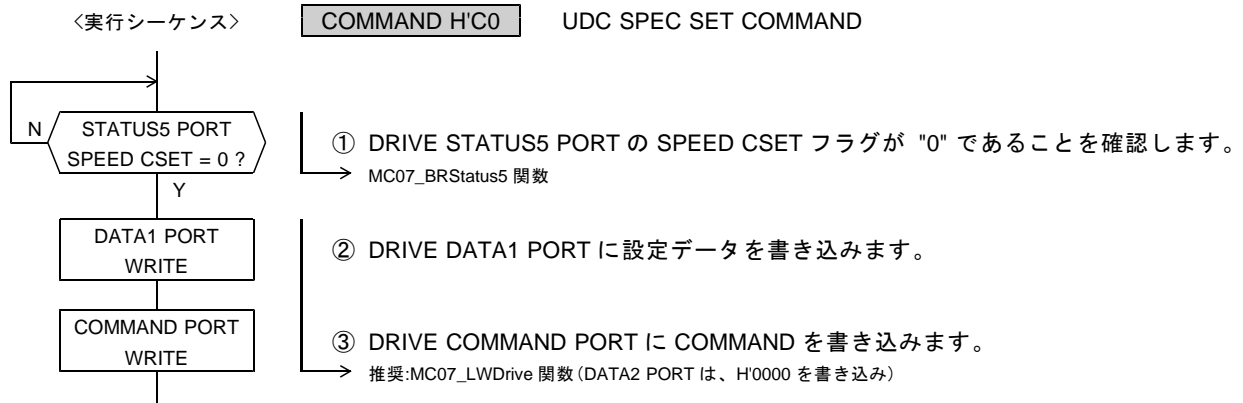 〈実行シーケンス〉 COMMAND H'C0 UDC SPEC SET COMMAND
N
STATUS5 PORT
SPEED CSET = 0 ?
Y
① DRIVE STATUS5 PORT の SPEED CSET フラグが "0" であることを確認します。
MC07_BRStatus5 関数
DATA1 PORT
WRITE
② DRIVE DATA1 PORT に設定データを書き込みます。
COMMAND PORT
WRITE
③ DRIVE COMMAND PORT に COMMAND を書き込みます。
推奨:MC07_LWDrive 関数(DATA2 PORT は、H'0000 を書き込み)